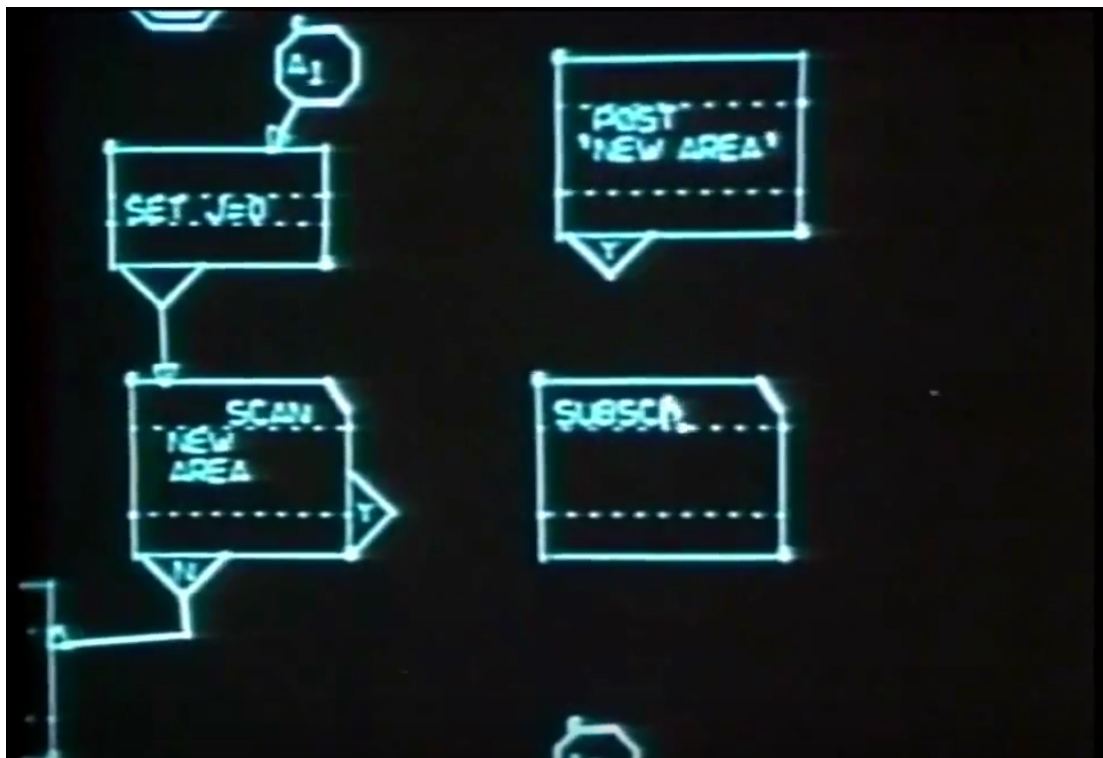 A1
SET J=0
POST
'NEW AREA'
Y
SCAN
NEW
AREA
Y
N
SUBSC